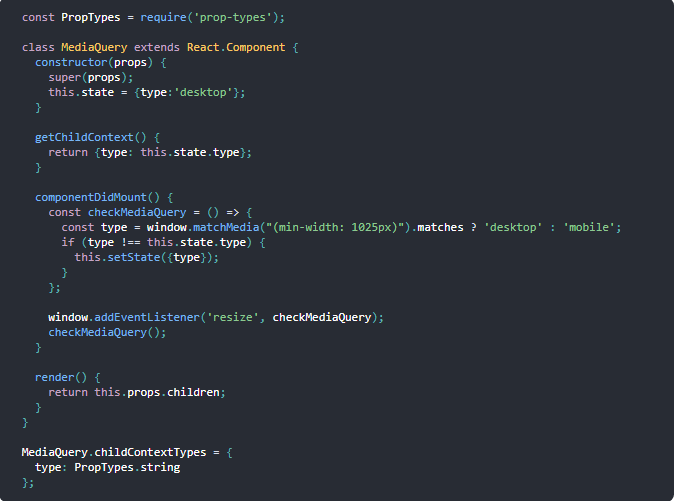 const PropTypes = require('prop-types');

class MediaQuery extends React.Component {
  constructor(props) {
    super(props);
    this.state = {type:'desktop'};
  }

  getChildContext() {
    return {type: this.state.type};
  }

  componentDidMount() {
    const checkMediaQuery = () => {
      const type = window.matchMedia("(min-width: 1025px)").matches ? 'desktop' : 'mobile';
      if (type !== this.state.type) {
        this.setState({type});
      }
    };

    window.addEventListener('resize', checkMediaQuery);
    checkMediaQuery();
  }

  render() {
    return this.props.children;
  }
}

MediaQuery.childContextTypes = {
  type: PropTypes.string
};